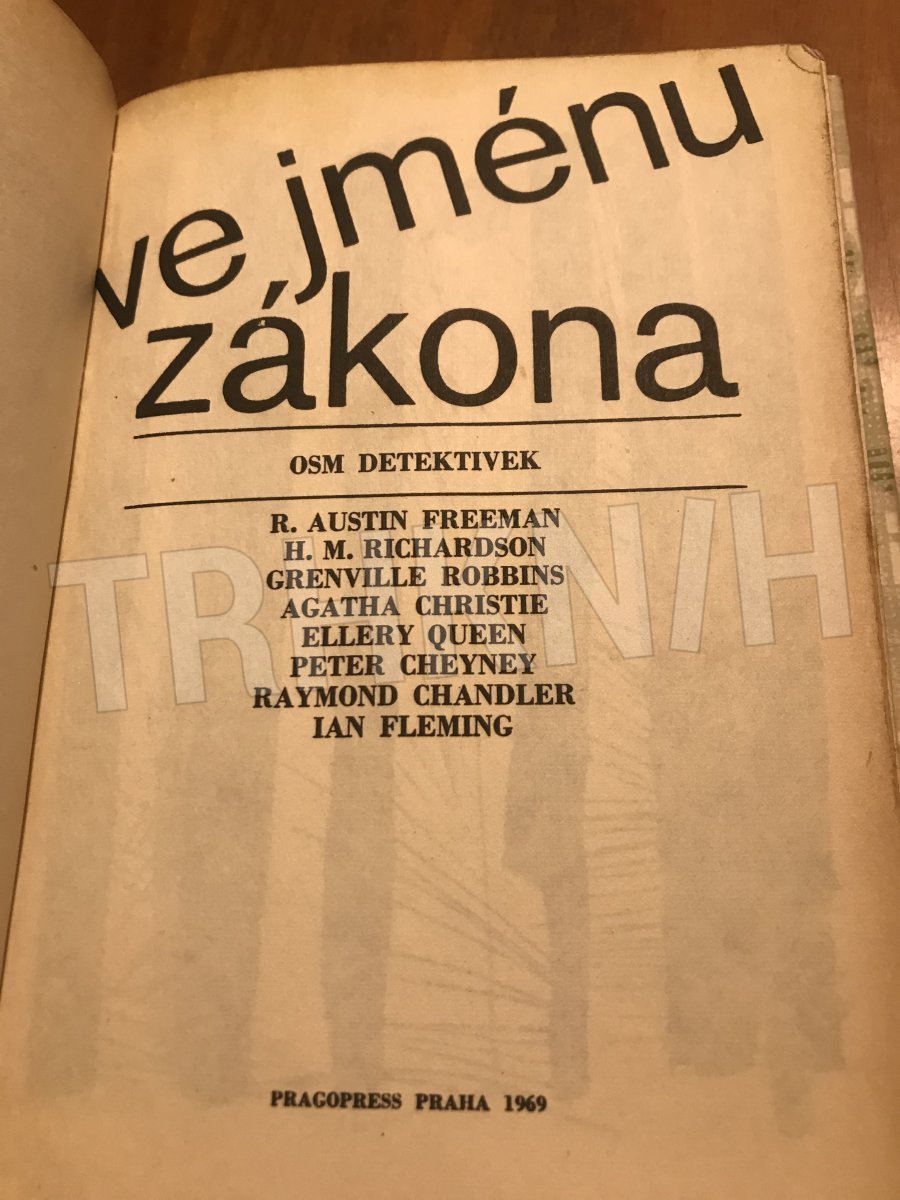 ve jménu
zákona
OSM DETEKTIVEK
R. AUSTIN FREEMAN
H. M. RICHARDSON
GRENVILLE ROBBINS
AGATHA CHRISTIE
ELLERY QUEEN
PETER CHEYNEY
RAYMOND CHANDLER
IAN FLEMING
PRAGOPRESS PRAHA 1969